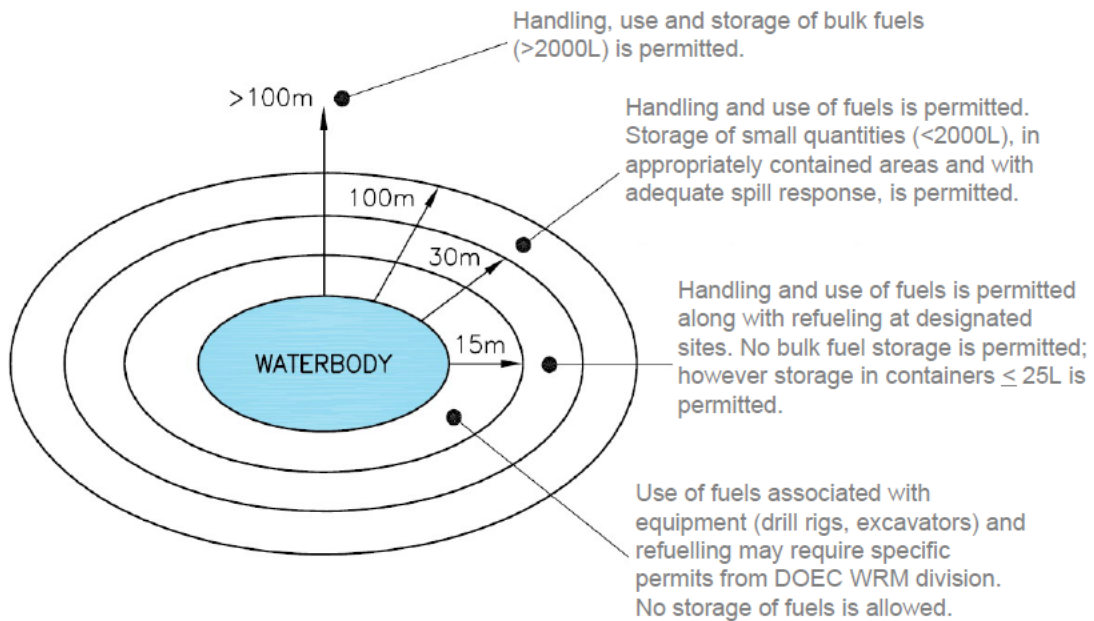 Handling, use and storage of bulk fuels
(>2000L) is permitted.
>100m
Handling and use of fuels is permitted.
Storage of small quantities (<2000L), in
appropriately contained areas and with
adequate spill response, is permitted.
100m
30m
Handling and use of fuels is permitted
along with refueling at designated
sites. No bulk fuel storage is permitted;
however storage in containers ≤ 25L is
permitted.
15m
WATERBODY
Use of fuels associated with
equipment (drill rigs, excavators) and
refuelling may require specific
permits from DOEC WRM division.
No storage of fuels is allowed.